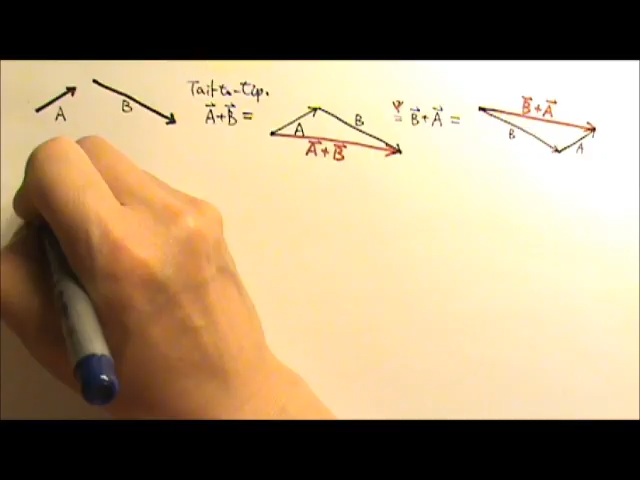 A
B
Tail-to-tip.
A⃗+B⃗ =
A
B
A⃗+B⃗
?
= B⃗+A⃗ =
B⃗+A⃗
B
A